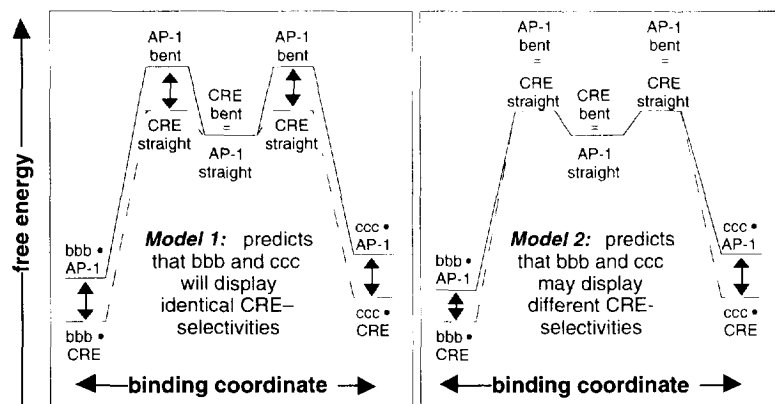 free energy
AP-1
bent
AP-1
bent
CRE
bent
=
AP-1
straight
CRE
straight
CRE
straight
bbb •
AP-1
bbb •
CRE
Model 1: predicts
that bbb and ccc
will display
identical CRE–
selectivities
ccc •
AP-1
ccc •
CRE
binding coordinate
AP-1
bent
=
CRE
straight
AP-1
bent
=
CRE
straight
CRE
bent
=
AP-1
straight
bbb •
AP-1
bbb •
CRE
Model 2: predicts
that bbb and ccc
may display
different CRE-
selectivities
ccc •
AP-1
ccc •
CRE
binding coordinate